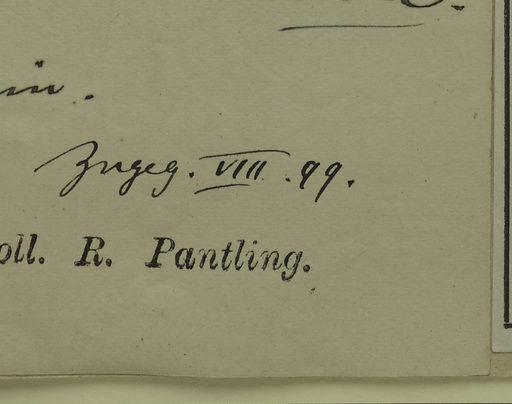 Zugeg. VIII. 99.
oll. R. Pantling.